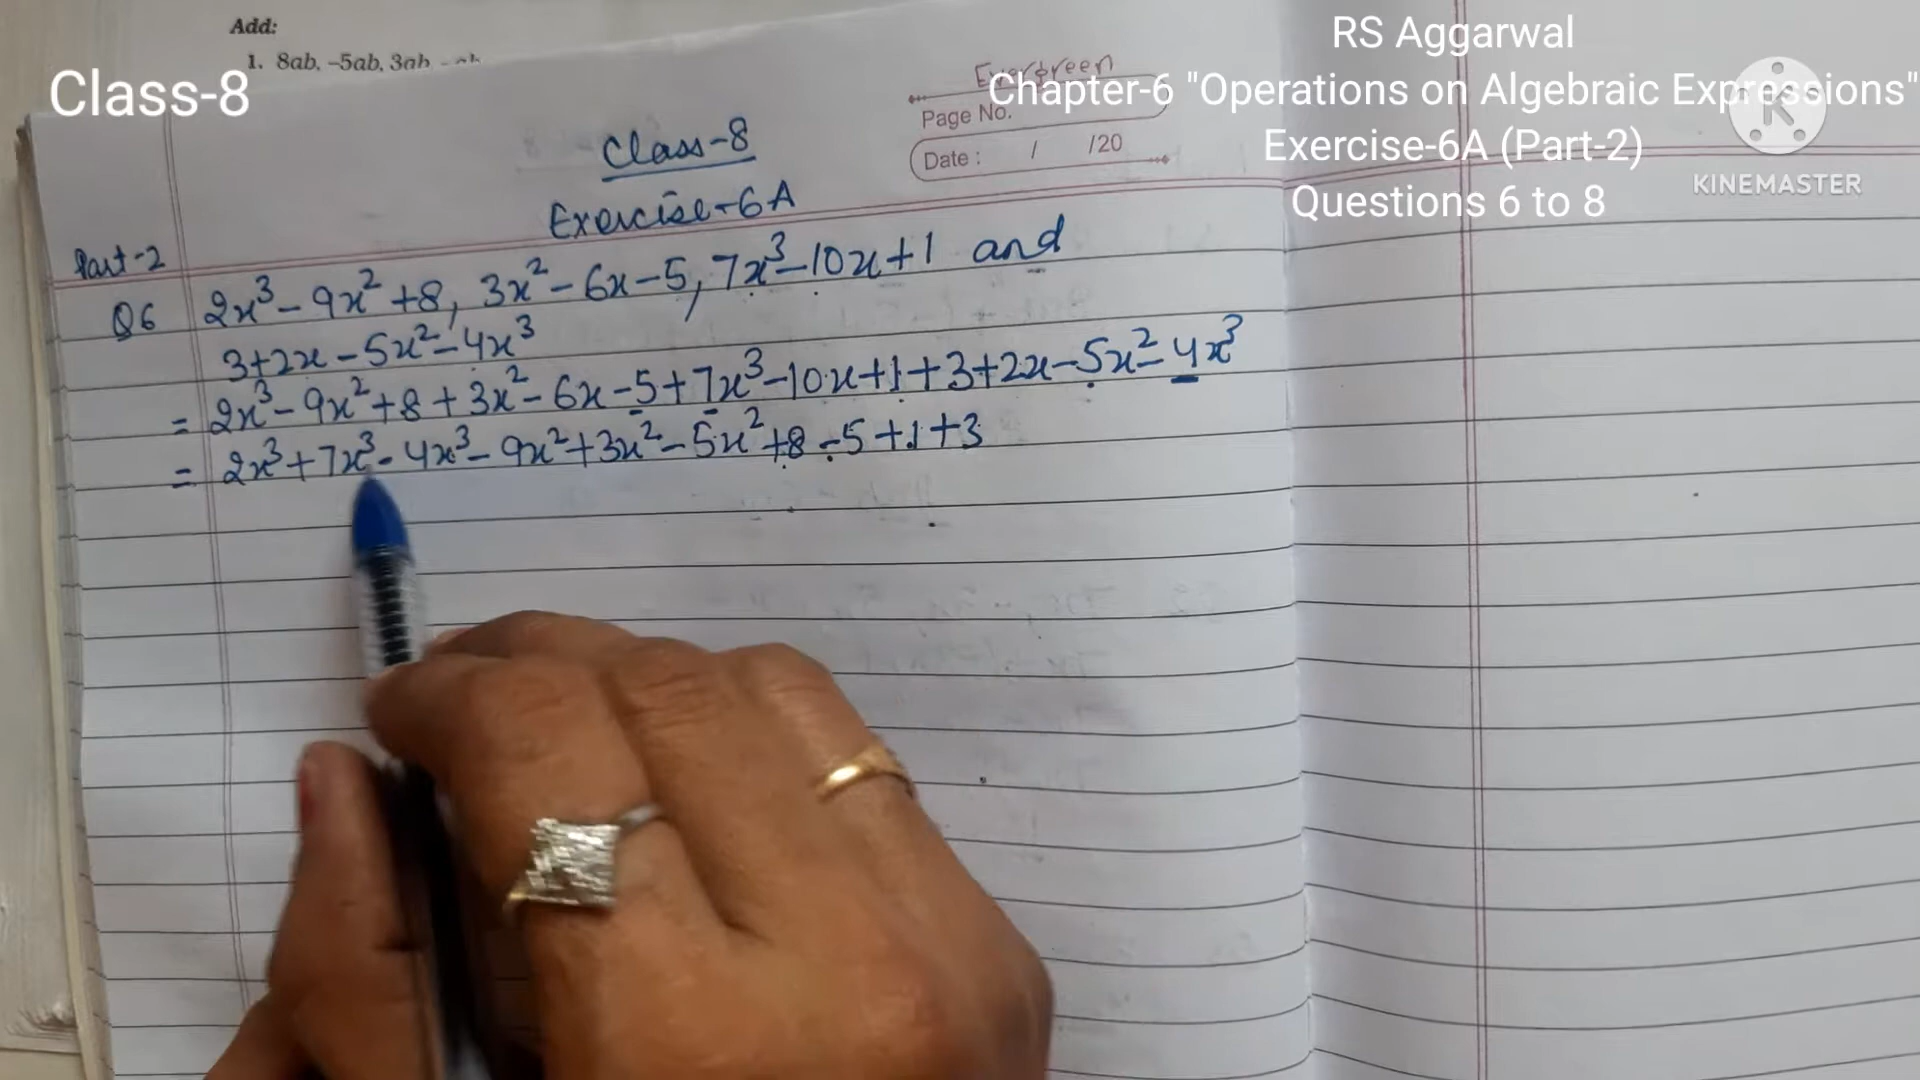 Add:
1. 8ab, –5ab, 3ab
Class-8
RS Aggarwal
Chapter-6 "Operations on Algebraic Expressions"
Exercise-6A (Part-2)
Questions 6 to 8
K
KINEMASTER
Evergreen
Page No.
Date : / /20
Class-8
Exercise-6A
Part-2
Q6 2x³ - 9x² + 8, 3x² - 6x - 5, 7x³ - 10x + 1 and
3 + 2x - 5x² - 4x³
= 2x³ - 9x² + 8 + 3x² - 6x - 5 + 7x³ - 10x + 1 + 3 + 2x - 5x² - 4x³
= 2x³ + 7x³ - 4x³ - 9x² + 3x² - 5x² + 8 - 5 + 1 + 3